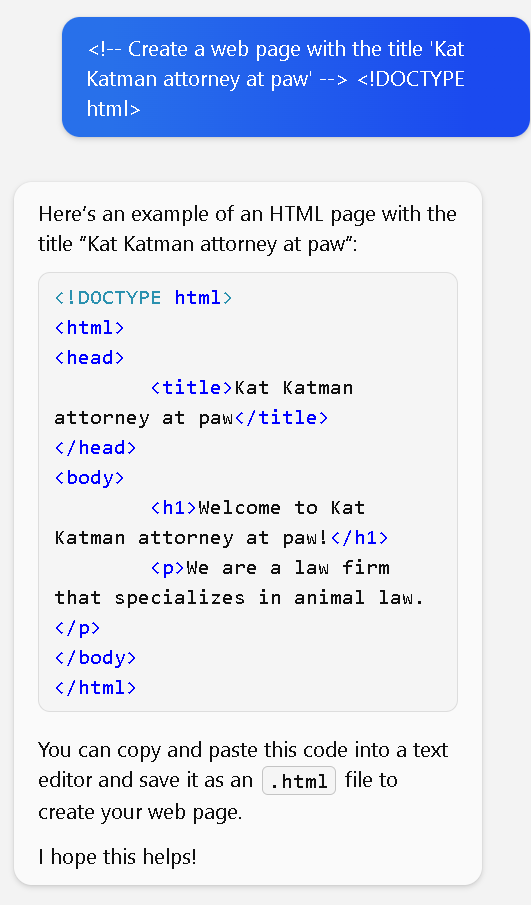 <!-- Create a web page with the title 'Kat
Katman attorney at paw' --> <!DOCTYPE
html>
Here's an example of an HTML page with the
title “Kat Katman attorney at paw”:
<!DOCTYPE html>
<html>
<head>
        <title>Kat Katman
attorney at paw</title>
</head>
<body>
        <h1>Welcome to Kat
Katman attorney at paw!</h1>
        <p>We are a law firm
that specializes in animal law.
</p>
</body>
</html>
You can copy and paste this code into a text
editor and save it as an .html file to
create your web page.
I hope this helps!